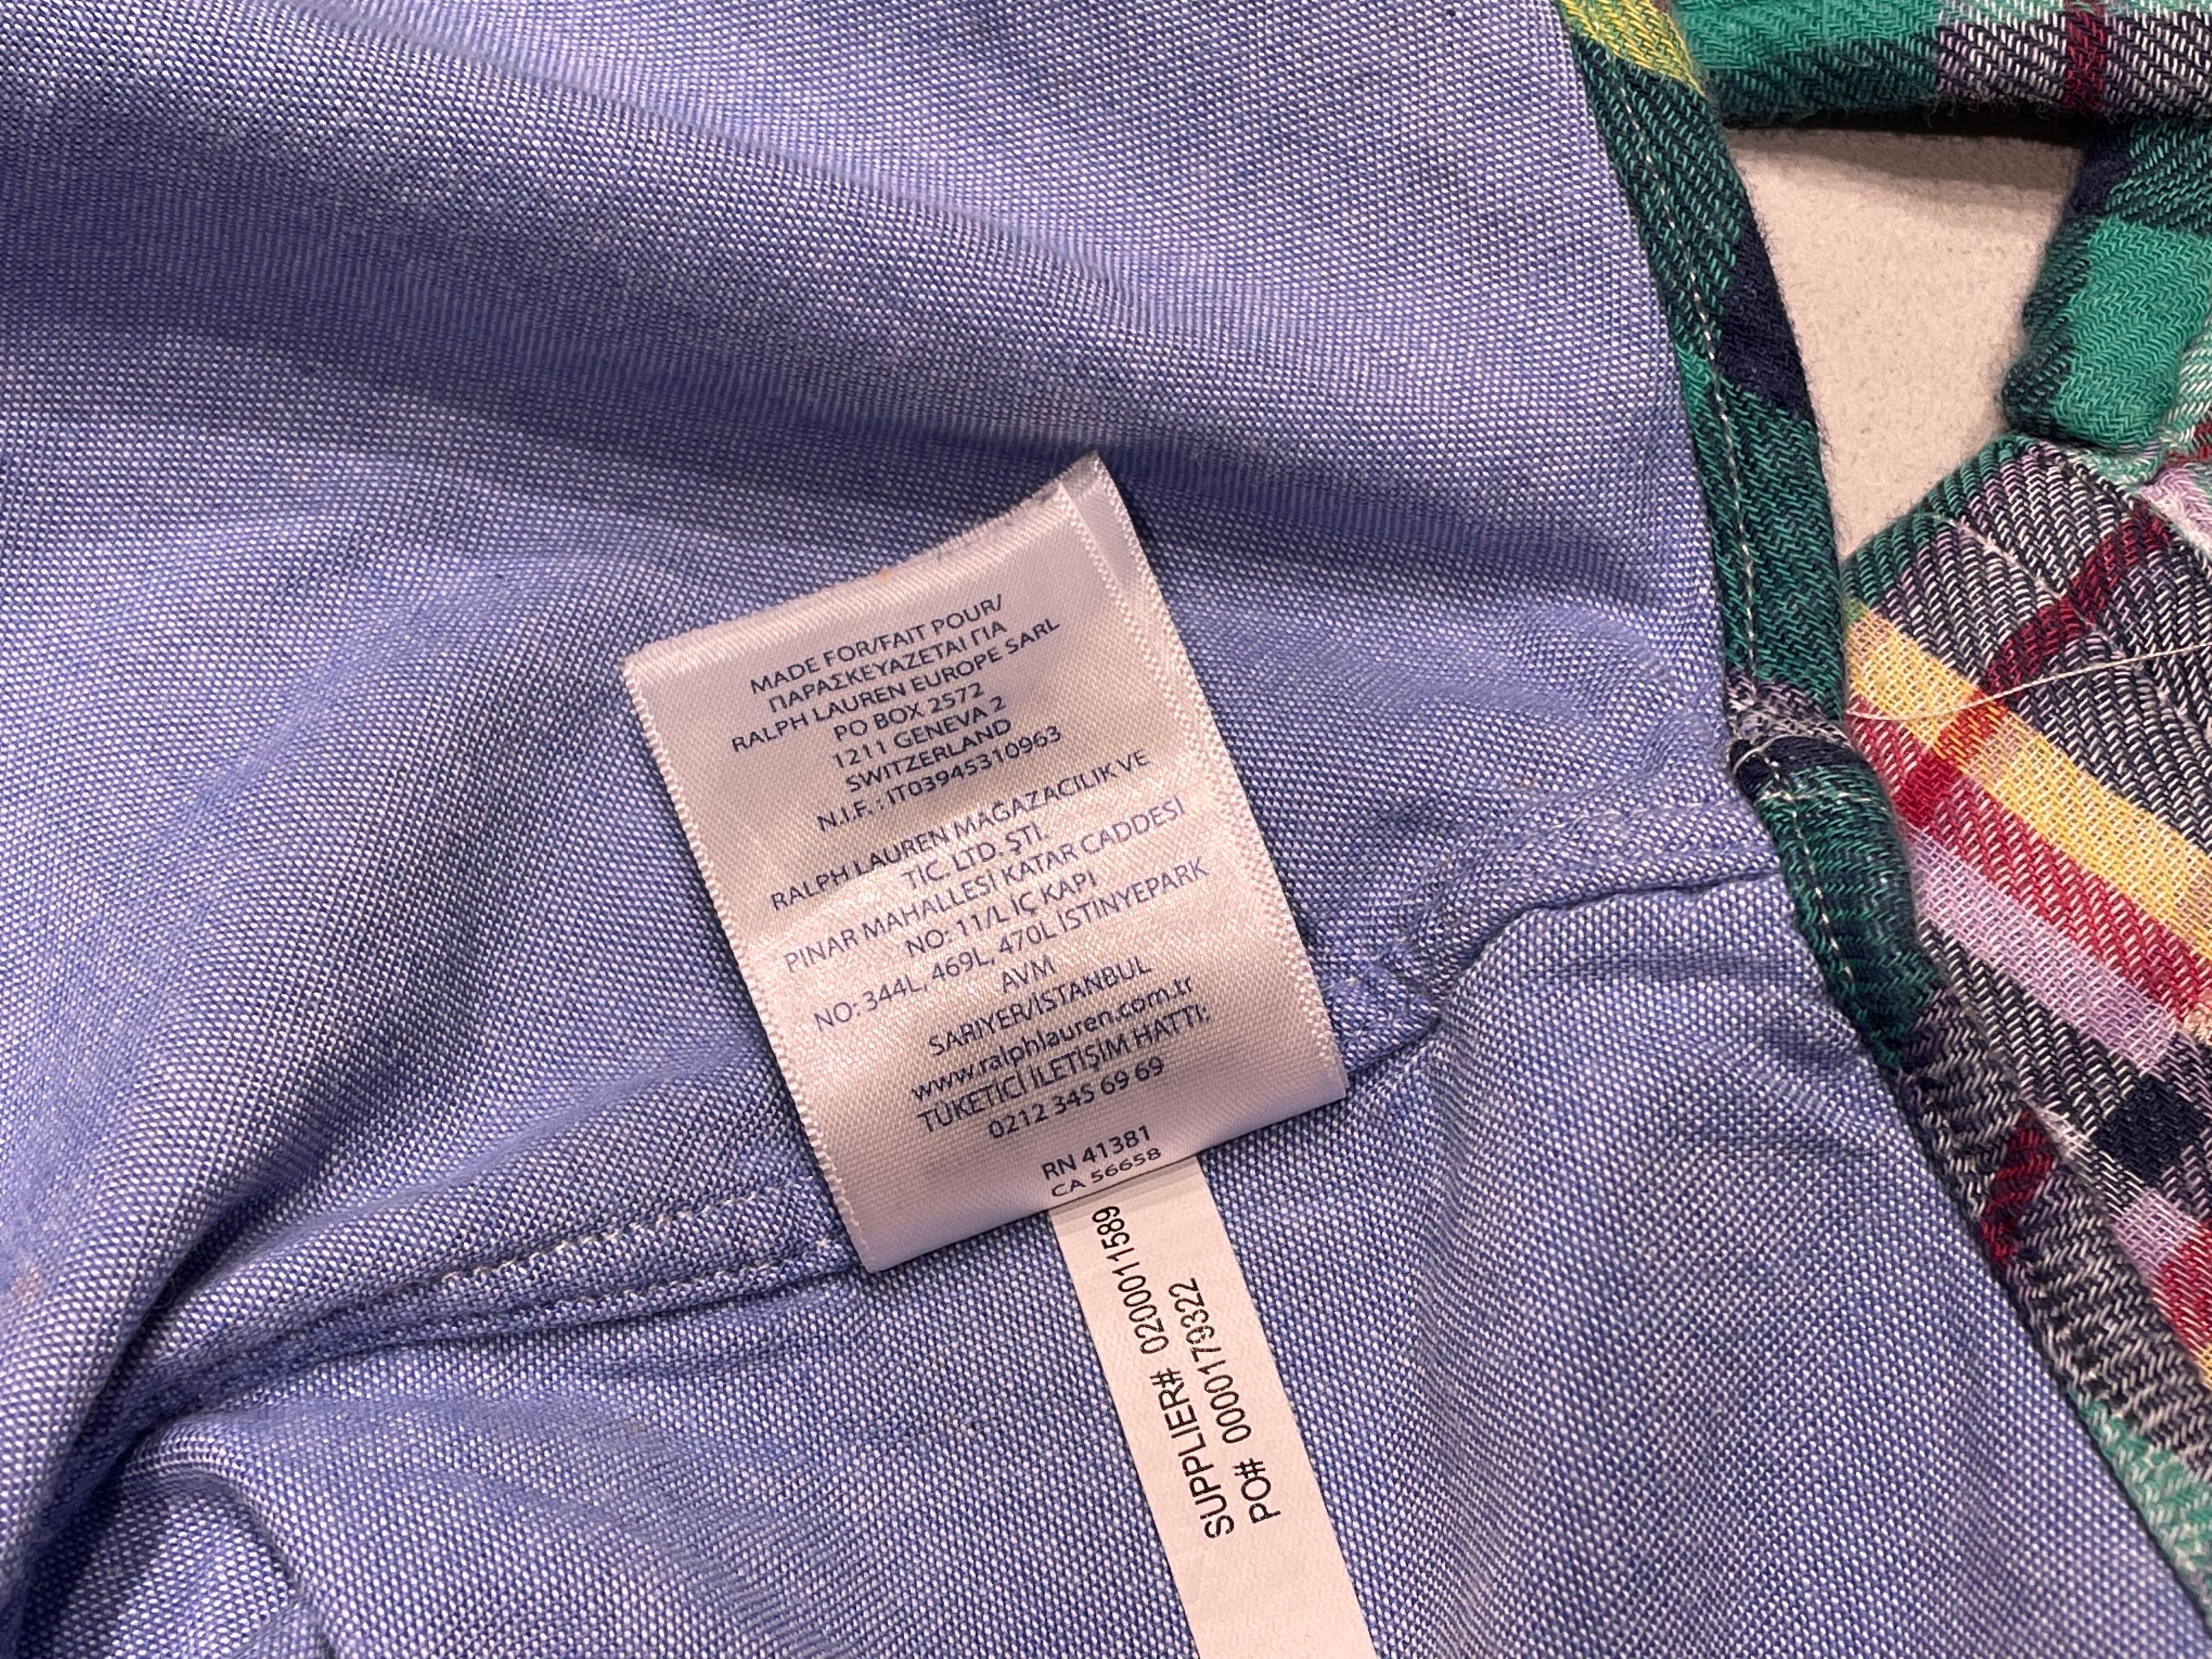 MADE FOR/FAIT POUR/
ΠΑΡΑΣΚΕΥΑΖΕΤΑΙ ΓΙΑ
RALPH LAUREN EUROPE SARL
PO BOX 2572
1211 GENEVA 2
SWITZERLAND
N.I.F. : IT03945310963
RALPH LAUREN MAĞAZACILIK VE
TİC. LTD. ŞTİ.
PINAR MAHALLESİ KATAR CADDESİ
NO: 11/L İÇ KAPI
NO: 344L, 469L, 470L İSTİNYEPARK
AVM
SARIYER/İSTANBUL
www.ralphlauren.com.tr
TÜKETİCİ İLETİŞİM HATTI:
0212 345 69 69
RN 41381
CA 56658
SUPPLIER# 0200011589
PO# 0000179322